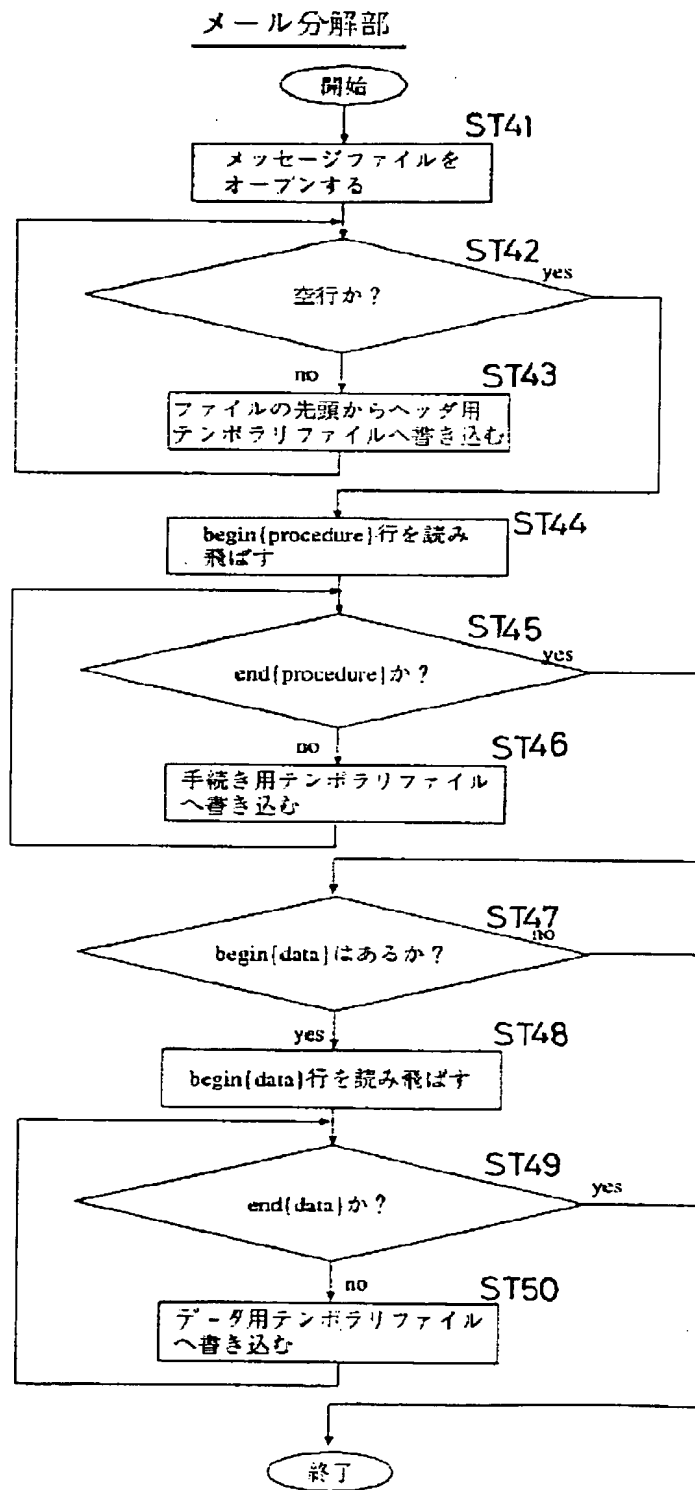 メール分解部
開始
ST41
メッセージファイルを
オープンする
ST42
yes
空行か?
no
ST43
ファイルの先頭からヘッダ用
テンポラリファイルへ書き込む
ST44
begin{procedure}行を読み
飛ばす
ST45
yes
end{procedure}か?
no
ST46
手続き用テンポラリファイル
へ書き込む
ST47
no
begin{data}はあるか?
yes
ST48
begin{data}行を読み飛ばす
ST49
yes
end{data}か?
no
ST50
データ用テンポラリファイル
へ書き込む
終了